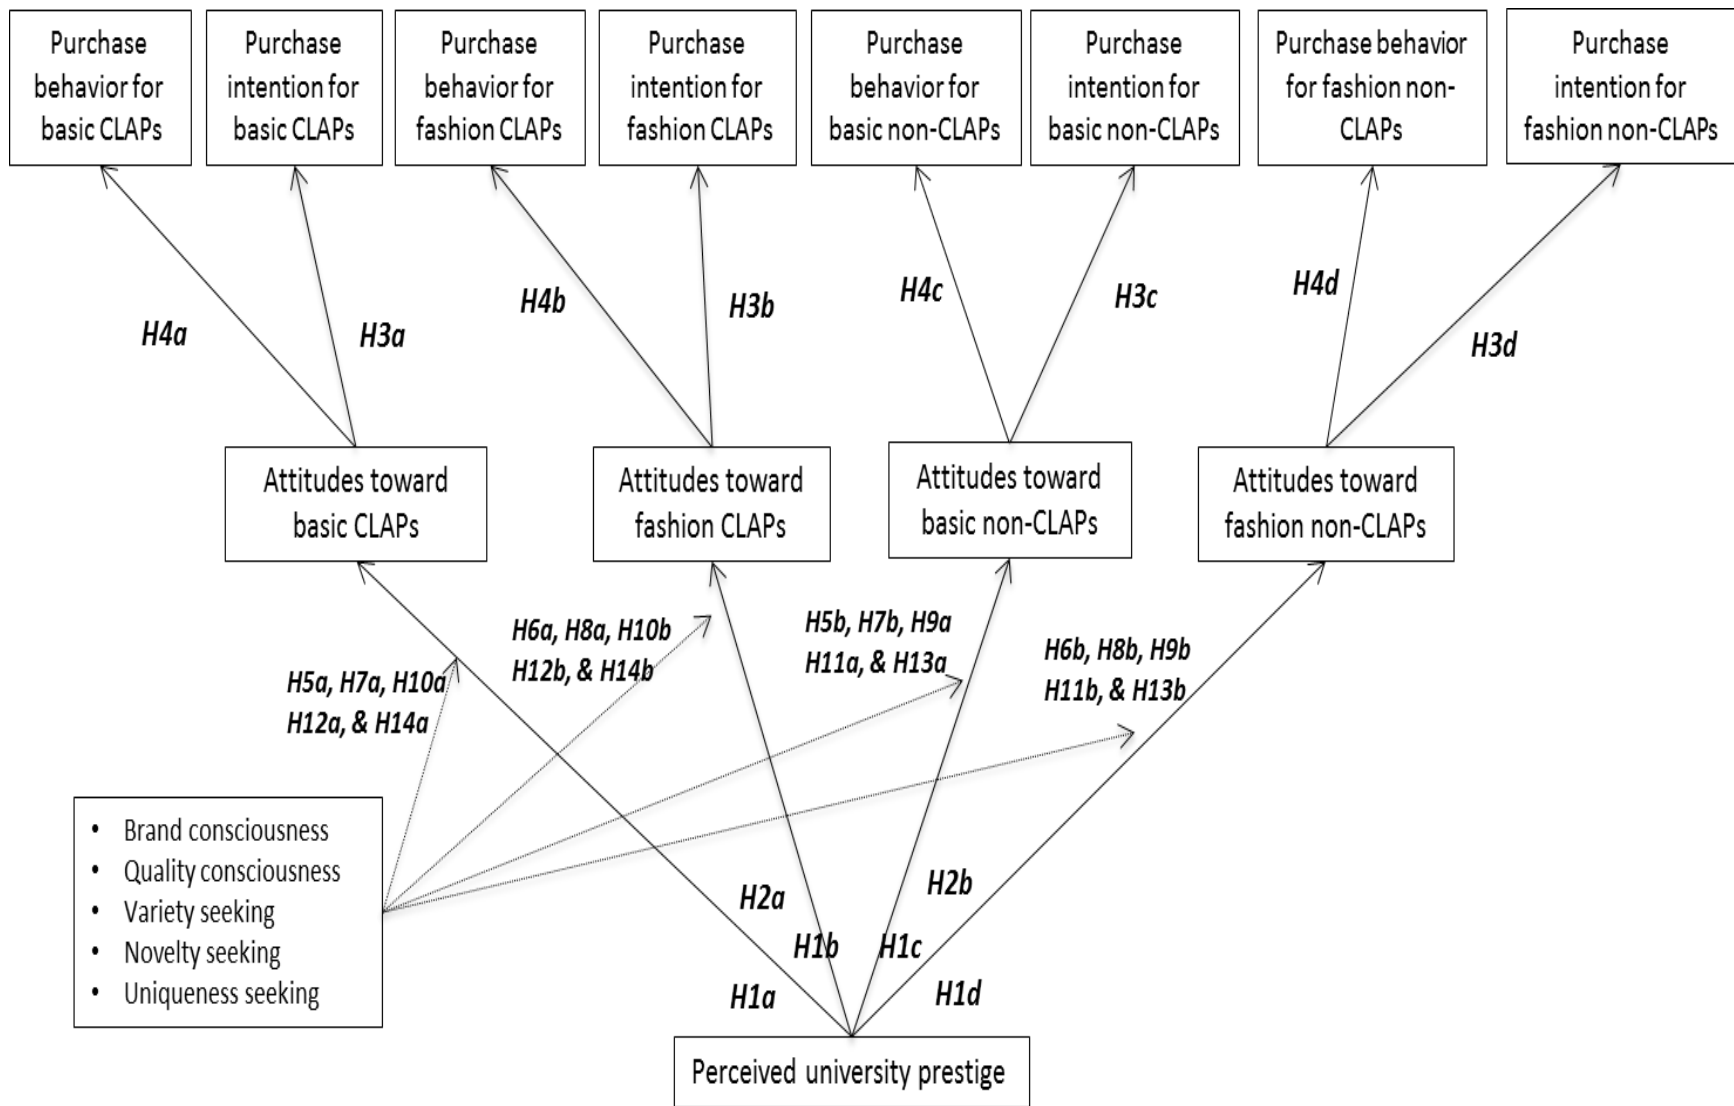 Purchase
behavior for
basic CLAPs
Purchase
intention for
basic CLAPs
Purchase
behavior for
fashion CLAPs
Purchase
intention for
fashion CLAPs
Purchase
behavior for
basic non-CLAPs
Purchase
intention for
basic non-CLAPs
Purchase behavior
for fashion non-
CLAPs
Purchase
intention for
fashion non-CLAPs
H4a
H3a
H4b
H3b
H4c
H3c
H4d
H3d
Attitudes toward
basic CLAPs
Attitudes toward
fashion CLAPs
Attitudes toward
basic non-CLAPs
Attitudes toward
fashion non-CLAPs
H5a, H7a, H10a
H12a, & H14a
H6a, H8a, H10b
H12b, & H14b
H5b, H7b, H9a
H11a, & H13a
H6b, H8b, H9b
H11b, & H13b
• Brand consciousness
• Quality consciousness
• Variety seeking
• Novelty seeking
• Uniqueness seeking
H2a
H2b
H1b
H1c
H1a
H1d
Perceived university prestige